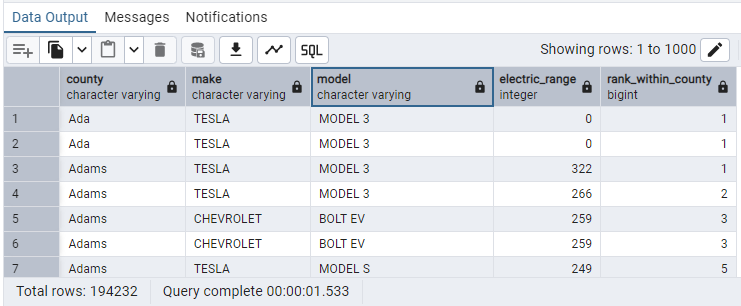 Data Output Messages Notifications
SQL Showing rows: 1 to 1000
county make model electric_range rank_within_county
character varying character varying character varying integer bigint
1 Ada TESLA MODEL 3 0 1
2 Ada TESLA MODEL 3 0 1
3 Adams TESLA MODEL 3 322 1
4 Adams TESLA MODEL 3 266 2
5 Adams CHEVROLET BOLT EV 259 3
6 Adams CHEVROLET BOLT EV 259 3
7 Adams TESLA MODEL S 249 5
Total rows: 194232 Query complete 00:00:01.533